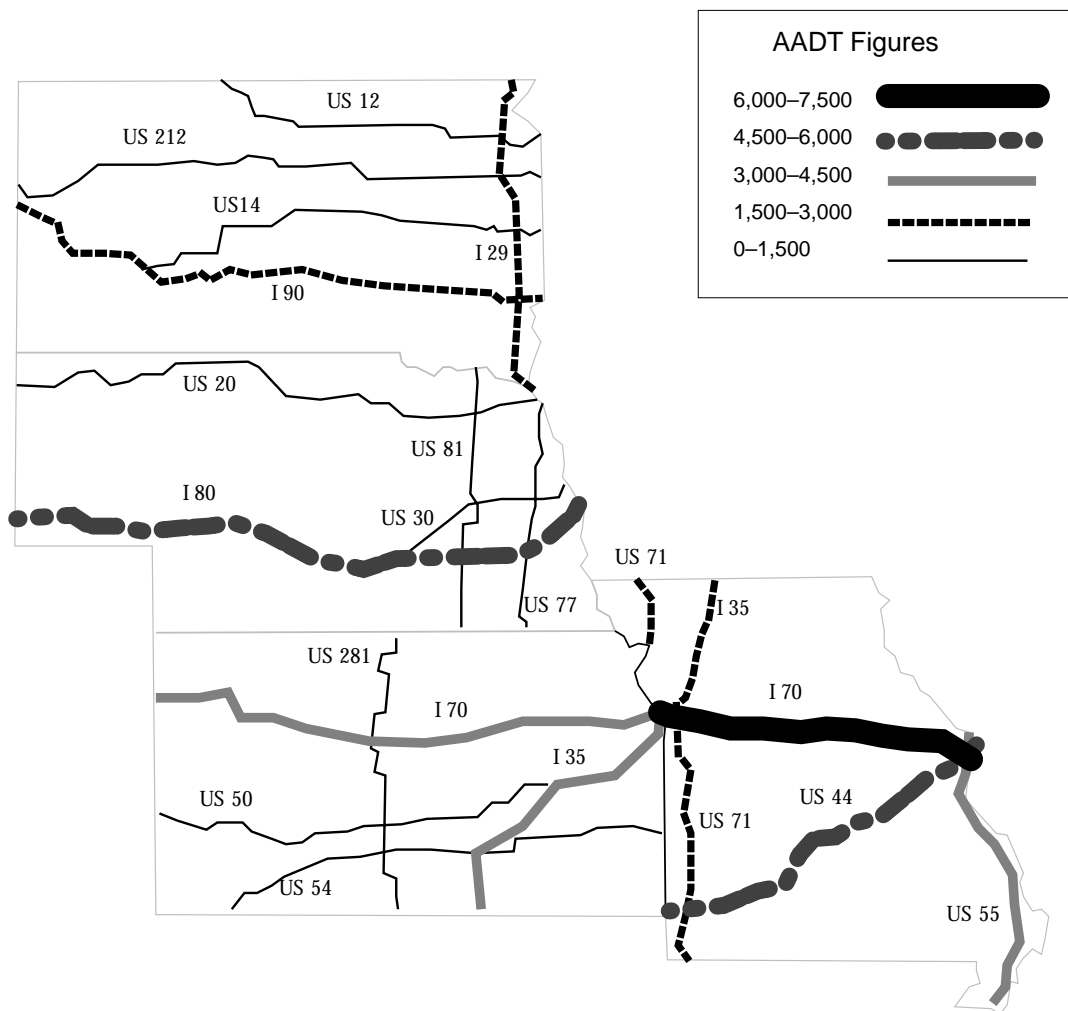 AADT Figures
6,000–7,500
4,500–6,000
3,000–4,500
1,500–3,000
0–1,500
US 12
US 212
US14
I 29
I 90
US 20
US 81
I 80
US 30
US 71
US 77
I 35
US 281
I 70
I 70
I 35
US 50
US 44
US 71
US 54
US 55